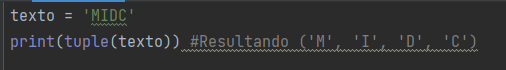 texto = 'MIDC'
print(tuple(texto)) #Resultando ('M', 'I', 'D', 'C')